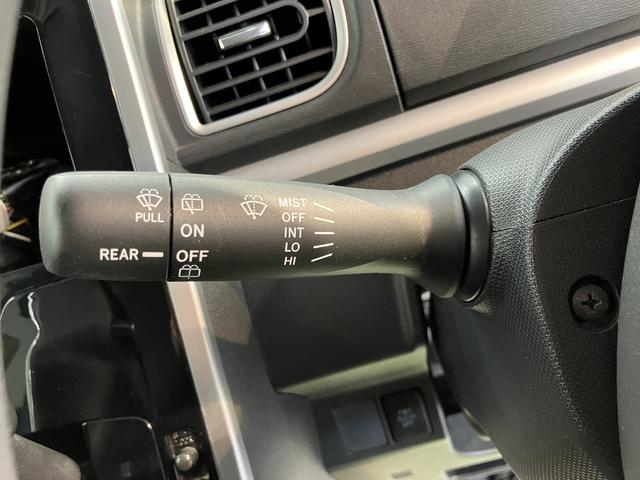 PULL
ON
REAR
OFF
MIST
OFF
INT
LO
HI